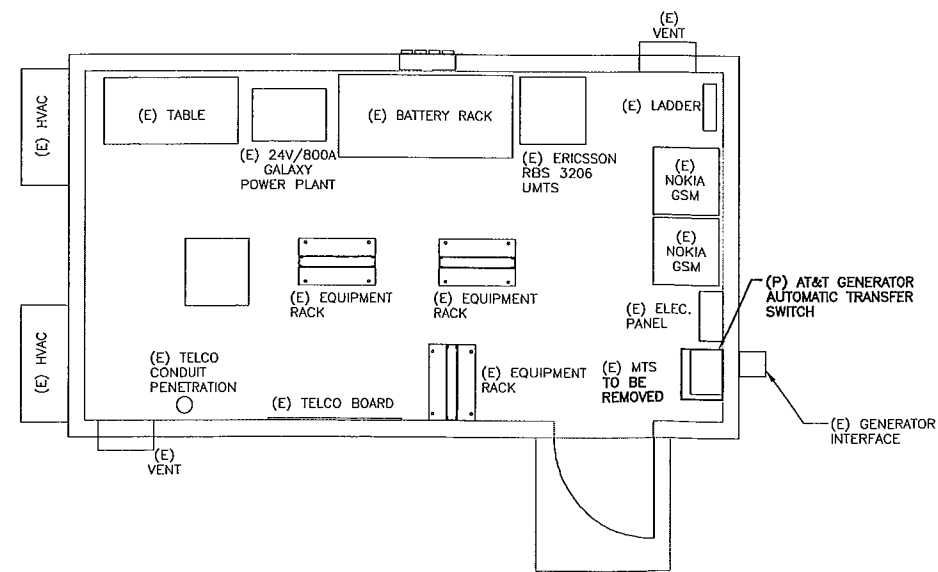 (E)
VENT
(E) HVAC
(E) TABLE
(E) 24V/800A
GALAXY
POWER PLANT
(E) BATTERY RACK
(E) ERICSSON
RBS 3206
UMTS
(E) LADDER
(E)
NOKIA
GSM
(E)
NOKIA
GSM
(E) EQUIPMENT
RACK
(E) EQUIPMENT
RACK
(E) ELEC.
PANEL
(P) AT&T GENERATOR
AUTOMATIC TRANSFER
SWITCH
(E) HVAC
(E) TELCO
CONDUIT
PENETRATION
(E) TELCO BOARD
(E) EQUIPMENT
RACK
(E) MTS
TO BE
REMOVED
(E) GENERATOR
INTERFACE
(E)
VENT